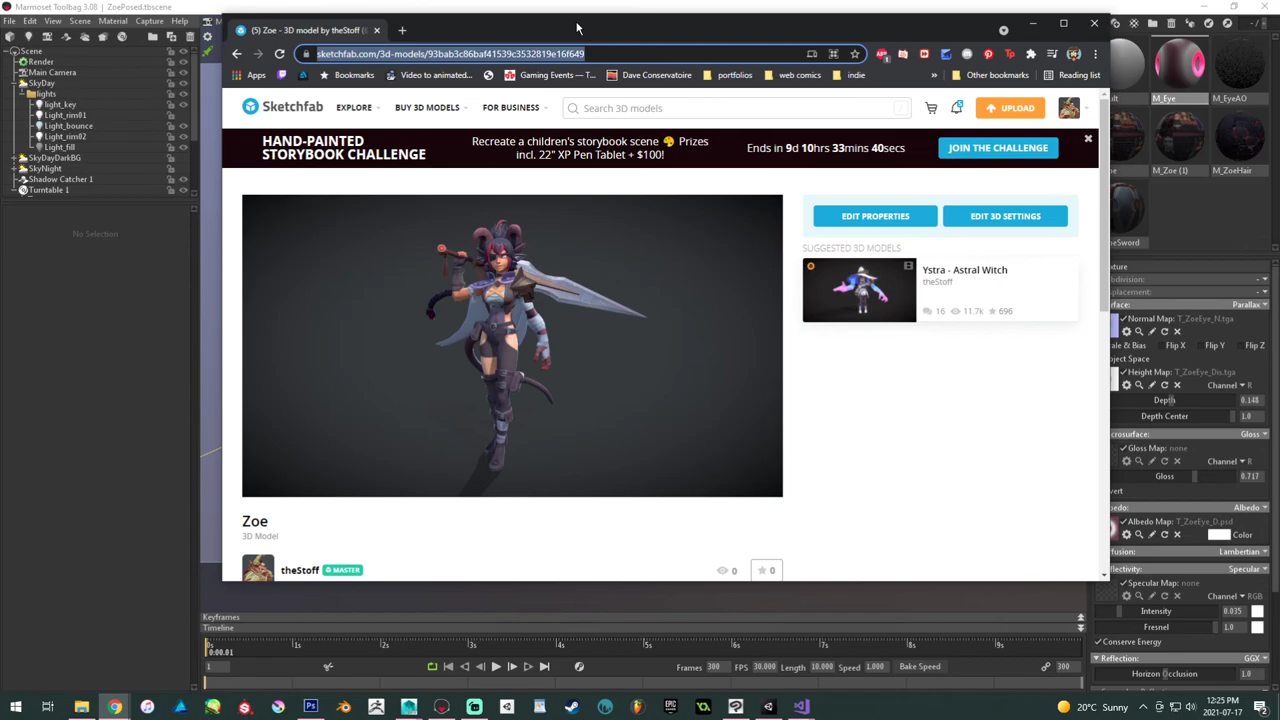 Marmoset Toolbag 3.08 - ZoePosed.tbscene
File Edit View Scene Material Capture Help
Scene
Render
Main Camera
SkyDay
lights
light_key
Light_rim01
Light_bounce
Light_rim02
Light_fill
SkyDayDarkBG
SkyNight
Shadow Catcher 1
Turntable 1
No Selection
(5) Zoe - 3D model by theStoff
sketchfab.com/3d-models/93bab3c86baf41539c3532819e16f649
Apps Bookmarks Video to animated... Gaming Events — T... Dave Conservatoire portfolios web comics indie » Other bookmarks Reading list
Sketchfab EXPLORE BUY 3D MODELS FOR BUSINESS Search 3D models / UPLOAD
HAND-PAINTED
STORYBOOK CHALLENGE
Recreate a children's storybook scene Prizes
incl. 22" XP Pen Tablet + $100!
Ends in 9d 10hrs 33mins 40secs
JOIN THE CHALLENGE
EDIT PROPERTIES EDIT 3D SETTINGS
SUGGESTED 3D MODELS
Ystra - Astral Witch
theStoff
16 11.7k 696
Zoe
3D Model
theStoff MASTER
0 0
M_Eye M_EyeAO
M_Zoe (1) M_ZoeHair
Parallax
Normal Map: T_ZoeEye_N.tga
Flip X Flip Y Flip Z
Height Map: T_ZoeEye_Dis.tga
Channel R
Depth 0.148
Depth Center 1.0
Gloss
Gloss Map: none
Channel R
Gloss 0.717
Albedo
Albedo Map: T_ZoeEye_D.psd
Color
Lambertian
Specular
Specular Map: none
Channel RGB
Intensity 0.035
Fresnel 1.0
Conserve Energy
Reflection: GGX
Horizon Occlusion 1.0
Keyframes
Timeline
0s 1s 2s 3s 4s 5s 6s 7s 8s 9s
0:00.01
1 Frames 300 FPS 30.000 Length 10.000 Speed 1.000 Bake Speed 300
20°C Sunny
12:25 PM
2021-07-17